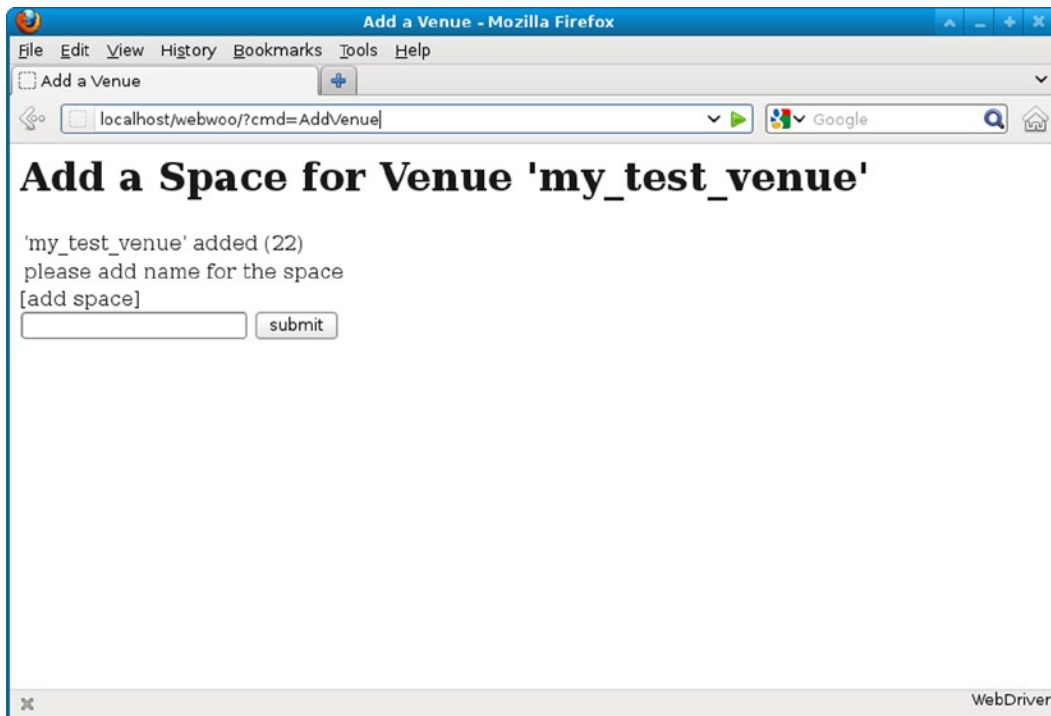 Add a Venue - Mozilla Firefox
File Edit View History Bookmarks Tools Help
Add a Venue
localhost/webwoo/?cmd=AddVenue Google
Add a Space for Venue 'my_test_venue'
'my_test_venue' added (22)
please add name for the space
[add space]
submit
WebDriver